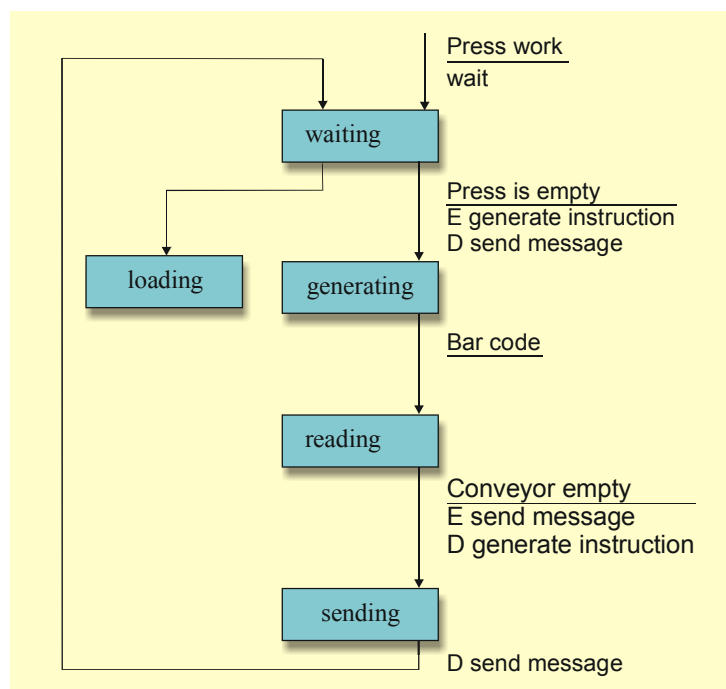 Press work
wait
waiting
Press is empty
E generate instruction
D send message
loading
generating
Bar code
reading
Conveyor empty
E send message
D generate instruction
sending
D send message